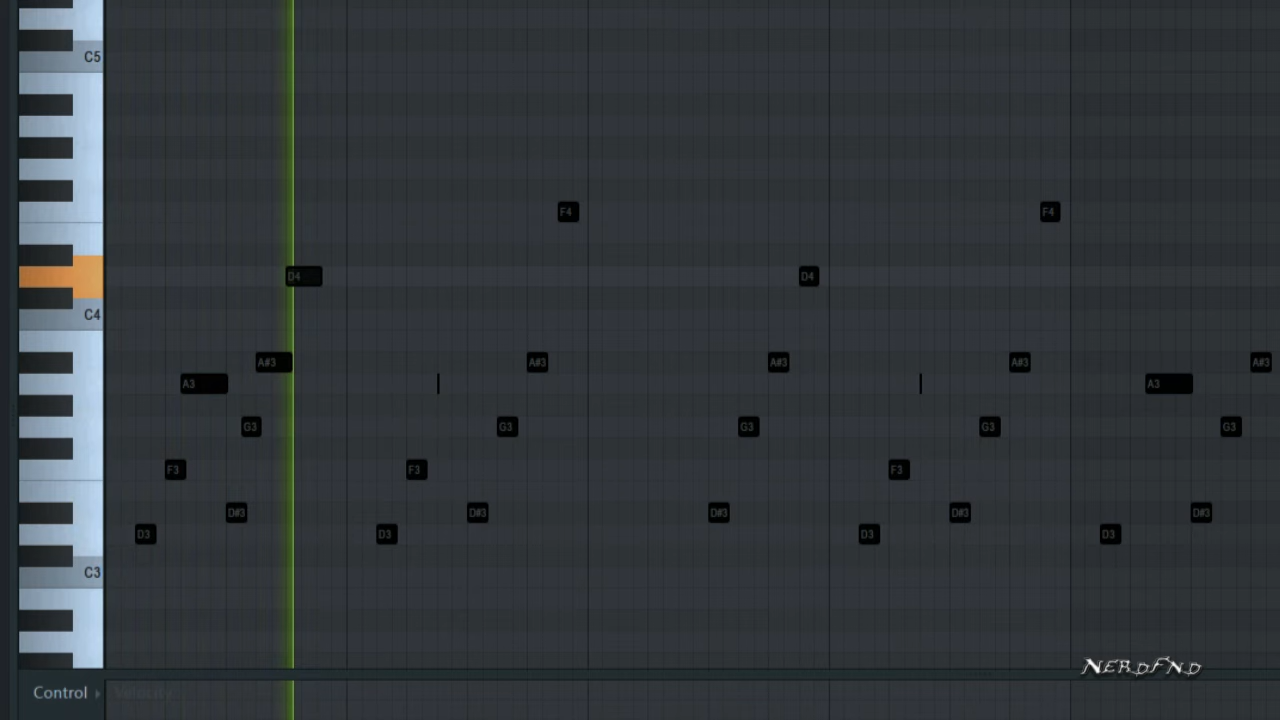 C5
F4 F4
D4 D4
C4
A#3 A#3 A#3 A#3 A#3
A3 A3
G3 G3 G3 G3 G3
F3 F3 F3
D#3 D#3 D#3 D#3 D#3
D3 D3 D3 D3
C3
NerdFnd
Control Velocity